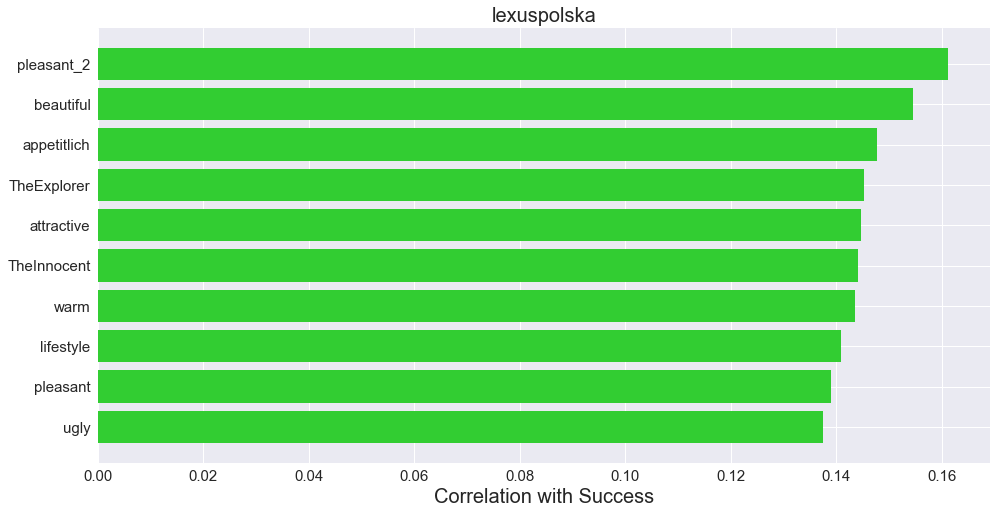 lexuspolska
pleasant_2
beautiful
appetitlich
TheExplorer
attractive
TheInnocent
warm
lifestyle
pleasant
ugly
0.00 0.02 0.04 0.06 0.08 0.10 0.12 0.14 0.16
Correlation with Success